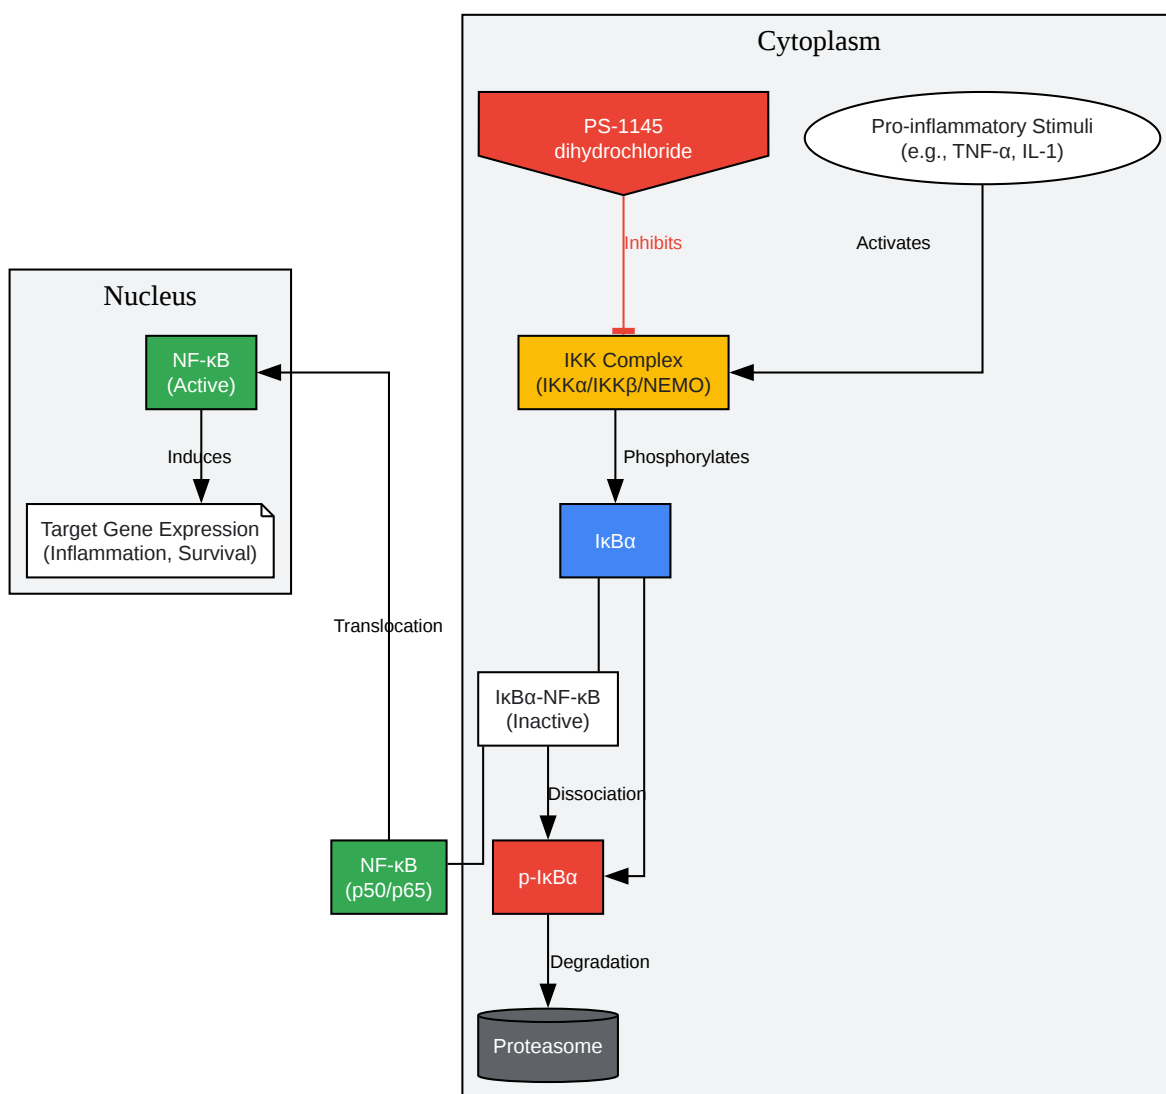 Cytoplasm
PS-1145
dihydrochloride
Pro-inflammatory Stimuli
(e.g., TNF-α, IL-1)
Inhibits
Activates
Nucleus
NF-κB
(Active)
IKK Complex
(IKKα/IKKβ/NEMO)
Induces
Phosphorylates
Target Gene Expression
(Inflammation, Survival)
IκBα
Translocation
IκBα-NF-κB
(Inactive)
Dissociation
NF-κB
(p50/p65)
p-IκBα
Degradation
Proteasome